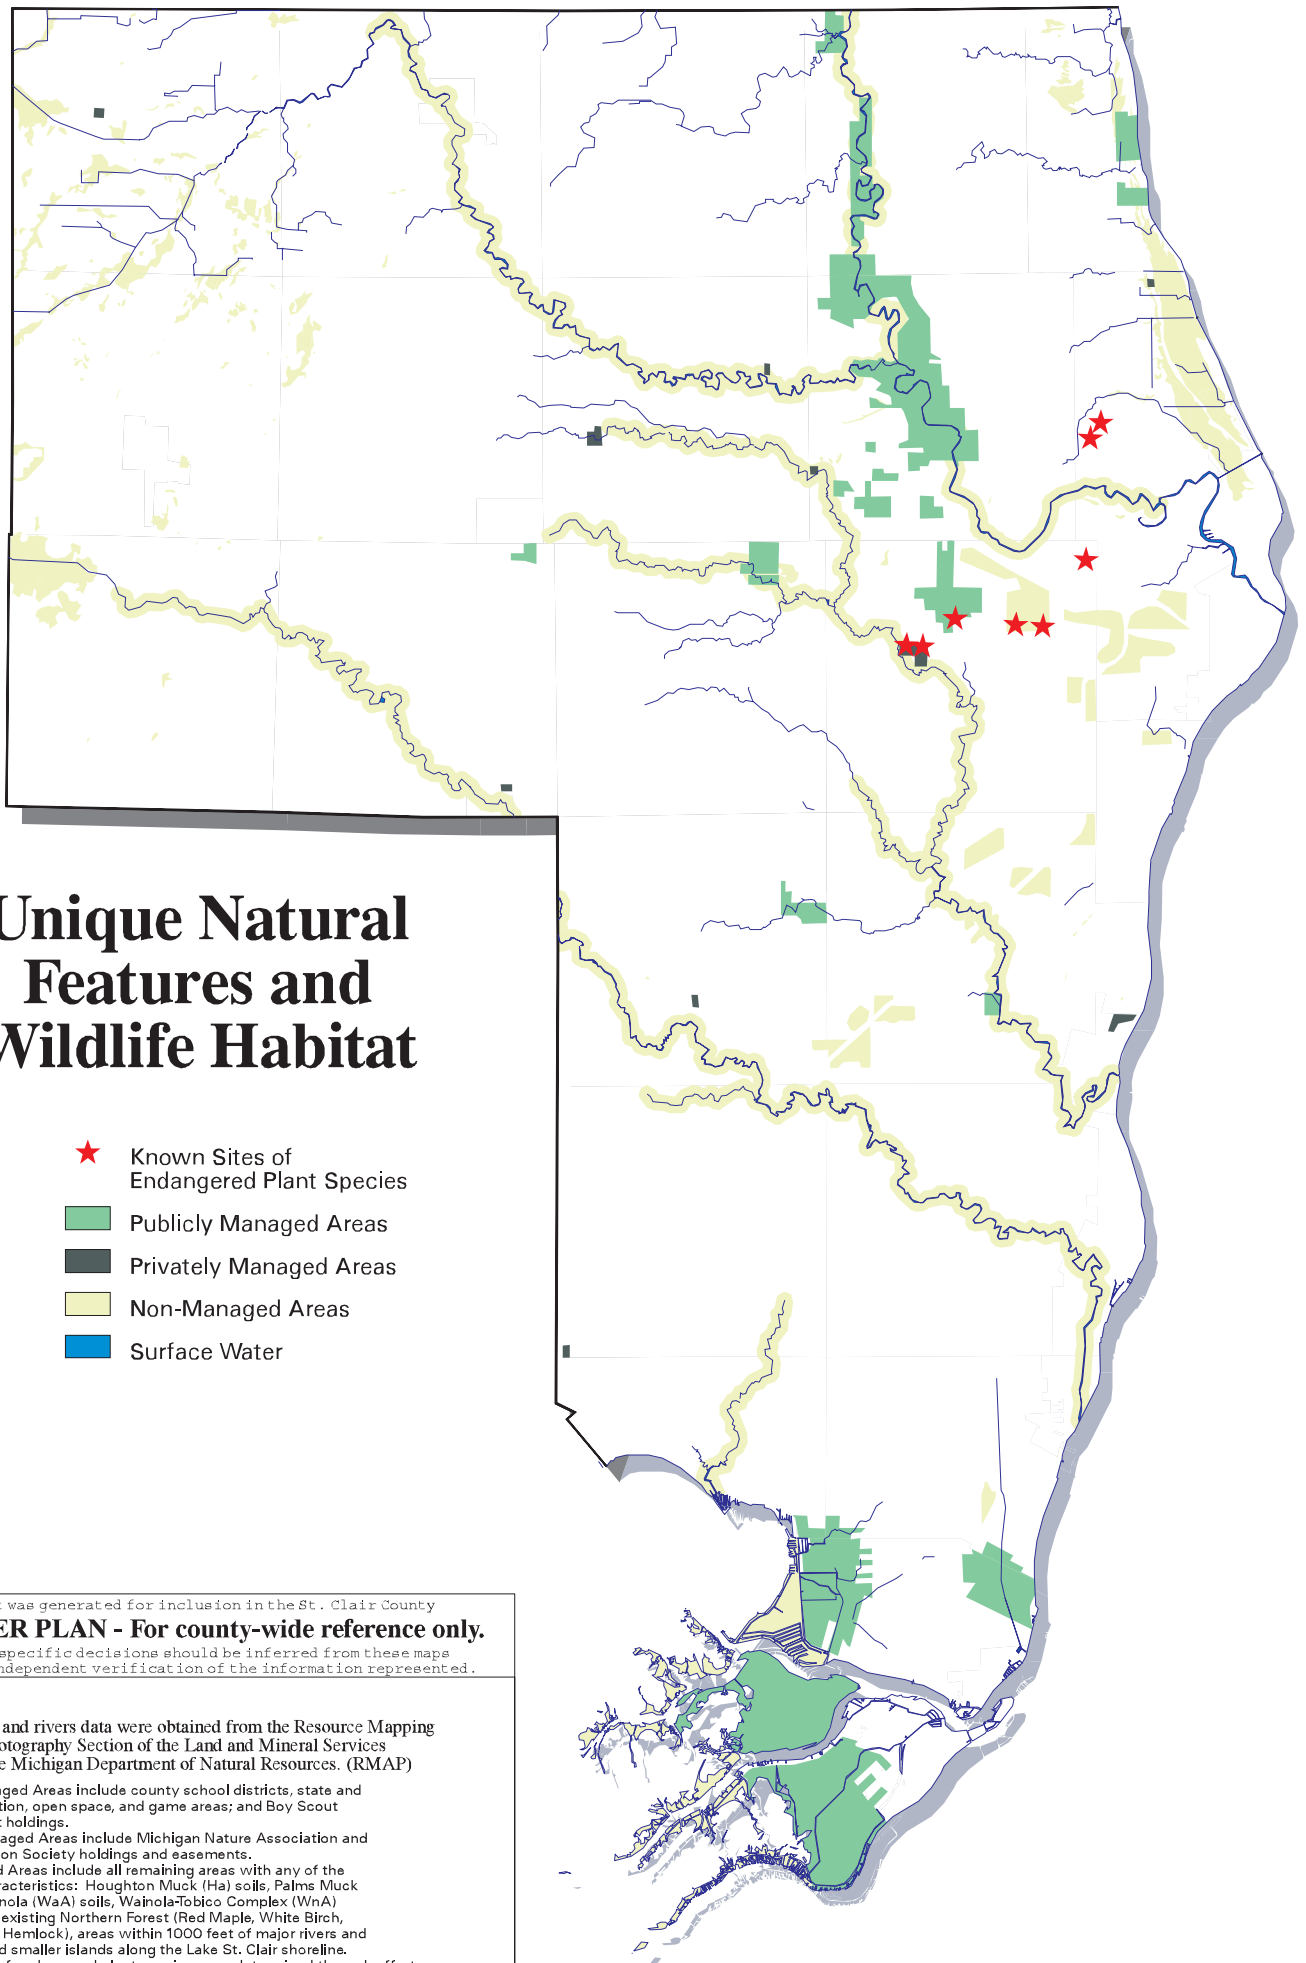 Unique Natural
Features and
Wildlife Habitat
Known Sites of
Endangered Plant Species
Publicly Managed Areas
Privately Managed Areas
Non-Managed Areas
Surface Water
was generated for inclusion in the St. Clair County
ER PLAN - For county-wide reference only.
specific decisions should be inferred from these maps
ndependent verification of the information represented.
and rivers data were obtained from the Resource Mapping
otography Section of the Land and Mineral Services
e Michigan Department of Natural Resources. (RMAP)
ged Areas include county school districts, state and
tion, open space, and game areas; and Boy Scout
t holdings.
aged Areas include Michigan Nature Association and
on Society holdings and easements.
d Areas include all remaining areas with any of the
racteristics: Houghton Muck (Ha) soils, Palms Muck
nola (WaA) soils, Wainola-Tobico Complex (WnA)
existing Northern Forest (Red Maple, White Birch,
Hemlock), areas within 1000 feet of major rivers and
d smaller islands along the Lake St. Clair shoreline.